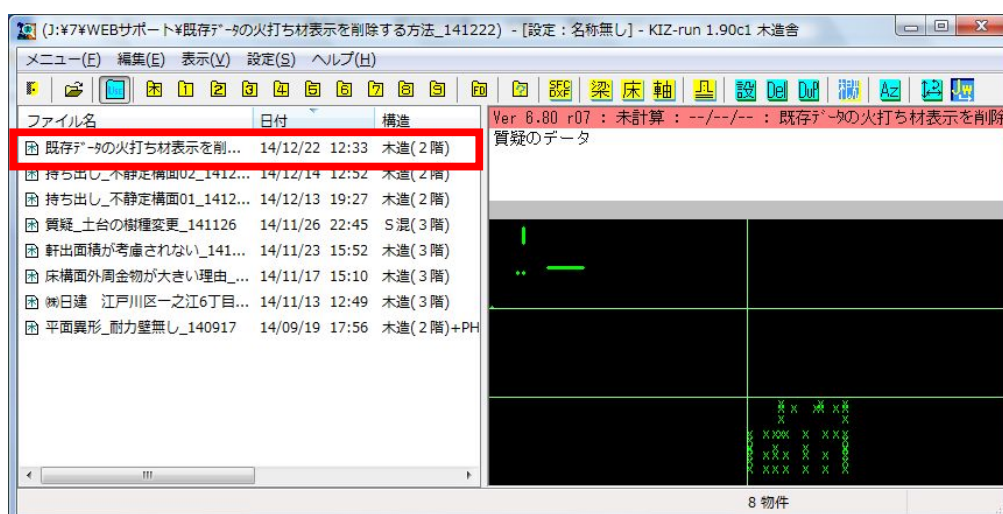 (J:¥7¥WEBサポート¥既存ﾃﾞｰﾀの火打ち材表示を削除する方法_141222) - [設定：名称無し] - KIZ-run 1.90c1 木造舎
メニュー(F) 編集(E) 表示(V) 設定(S) ヘルプ(H)
木 1 2 3 4 5 6 7 8 9 FD 梁 床 軸 設 Del DuP Az
ファイル名 日付 構造
既存ﾃﾞｰﾀの火打ち材表示を削... 14/12/22 12:33 木造(２階)
持ち出し_不静定構面02_1412... 14/12/14 12:52 木造(２階)
持ち出し_不静定構面01_1412... 14/12/13 19:27 木造(２階)
質疑_土台の樹種変更_141126 14/11/26 22:45 Ｓ混(３階)
軒出面積が考慮されない_141... 14/11/23 15:52 木造(３階)
床構面外周金物が大きい理由_... 14/11/17 15:10 木造(３階)
㈱日建　江戸川区一之江6丁目... 14/11/13 12:49 木造(３階)
平面異形_耐力壁無し_140917 14/09/19 17:56 木造(２階)+PH
Ver 6.80 r07 : 未計算 : --/--/-- : 既存ﾃﾞｰﾀの火打ち材表示を削除
質疑のデータ
8 物件